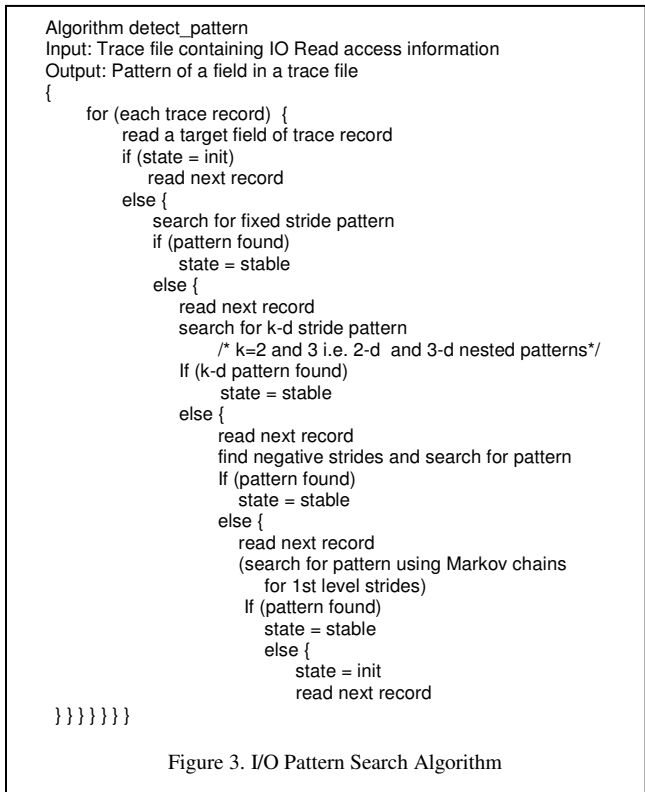 Algorithm detect_pattern
Input: Trace file containing IO Read access information
Output: Pattern of a field in a trace file
{
for (each trace record) {
read a target field of trace record
if (state = init)
read next record
else {
search for fixed stride pattern
if (pattern found)
state = stable
else {
read next record
search for k-d stride pattern
/* k=2 and 3 i.e. 2-d and 3-d nested patterns*/
If (k-d pattern found)
state = stable
else {
read next record
find negative strides and search for pattern
If (pattern found)
state = stable
else {
read next record
(search for pattern using Markov chains
for 1st level strides)
If (pattern found)
state = stable
else {
state = init
read next record
} } } } } } }
Figure 3. I/O Pattern Search Algorithm